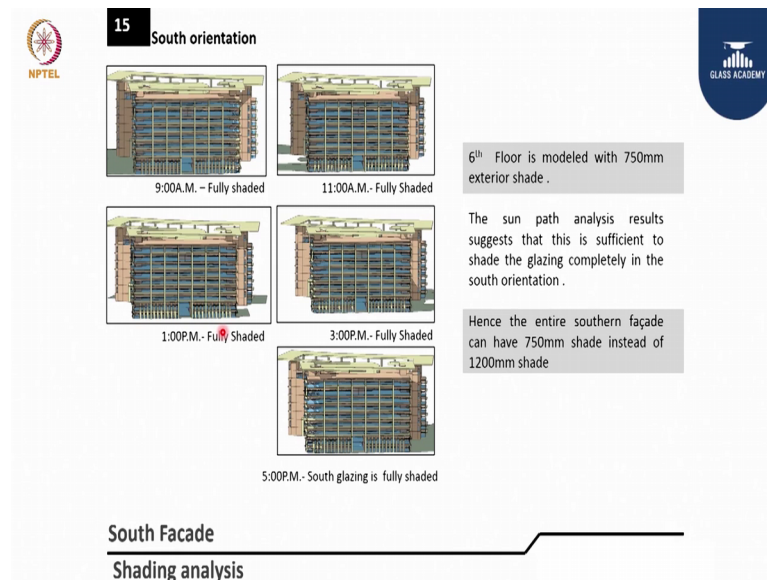 15
South orientation
NPTEL
GLASS ACADEMY
9:00A.M. – Fully shaded
11:00A.M.- Fully Shaded
1:00P.M.- Fully Shaded
3:00P.M.- Fully Shaded
5:00P.M.- South glazing is fully shaded
6th Floor is modeled with 750mm
exterior shade .
The sun path analysis results
suggests that this is sufficient to
shade the glazing completely in the
south orientation .
Hence the entire southern façade
can have 750mm shade instead of
1200mm shade
South Facade
Shading analysis